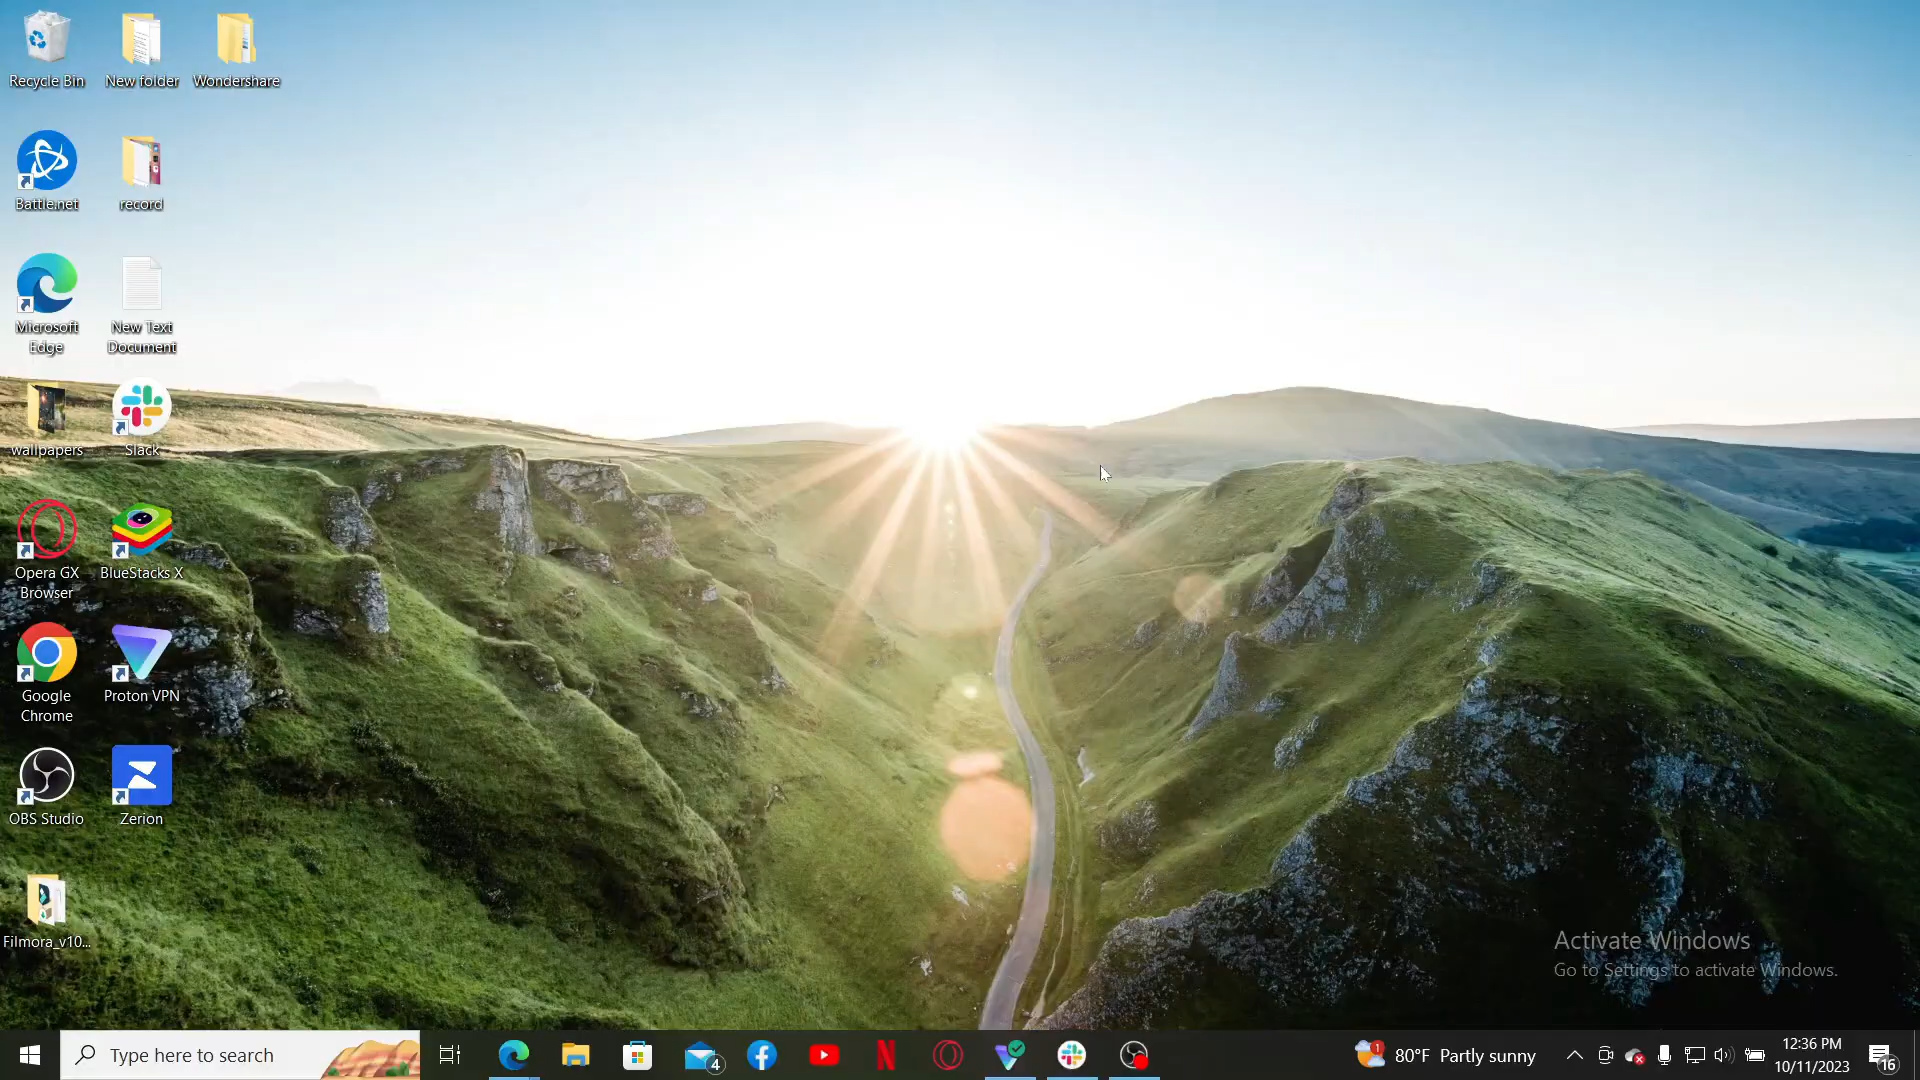 Recycle Bin
New folder
Wondershare
Battle.net
record
Microsoft
Edge
New Text
Document
wallpapers
Slack
Opera GX
Browser
BlueStacks X
Google
Chrome
Proton VPN
OBS Studio
Zerion
Filmora_v10...
Activate Windows
Go to Settings to activate Windows.
Type here to search
4
1
80°F Partly sunny
12:36 PM
10/11/2023
16